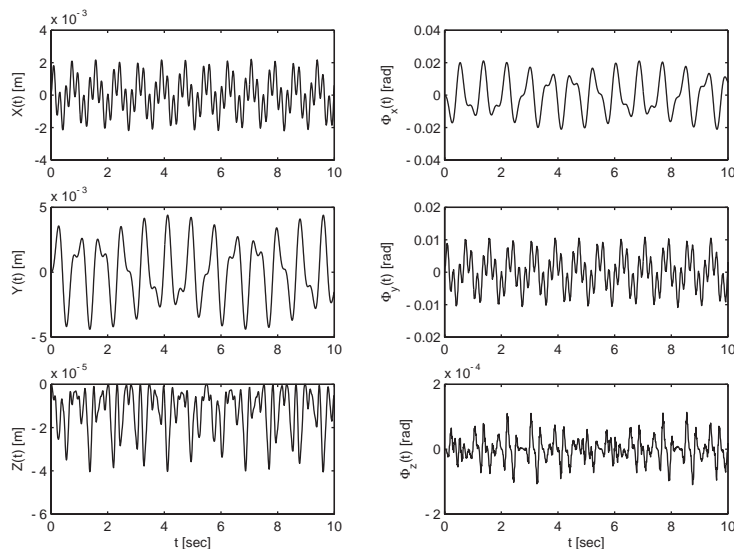 x 10⁻³
4
2
0
- 2
- 4
X(t) [m]
0 2 4 6 8 10
0.04
0.02
0
- 0.02
- 0.04
Φx(t) [rad]
0 2 4 6 8 10
x 10⁻³
5
0
- 5
Y(t) [m]
0 2 4 6 8 10
0.02
0.01
0
- 0.01
- 0.02
Φy(t) [rad]
0 2 4 6 8 10
x 10⁻⁵
0
- 2
- 4
- 6
Z(t) [m]
0 2 4 6 8 10
t [sec]
x 10⁻⁴
2
0
- 2
Φz(t) [rad]
0 2 4 6 8 10
t [sec]